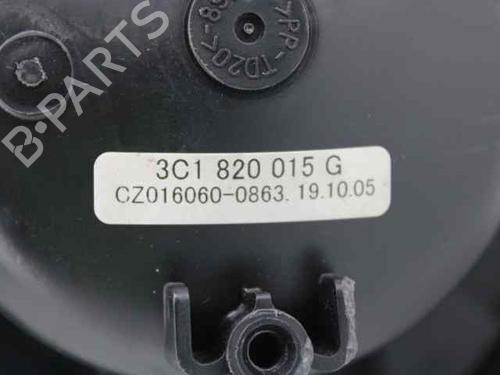 >PP-TD20<
B-PARTS
3C1 820 015 G
CZ016060-0863. 19.10.05